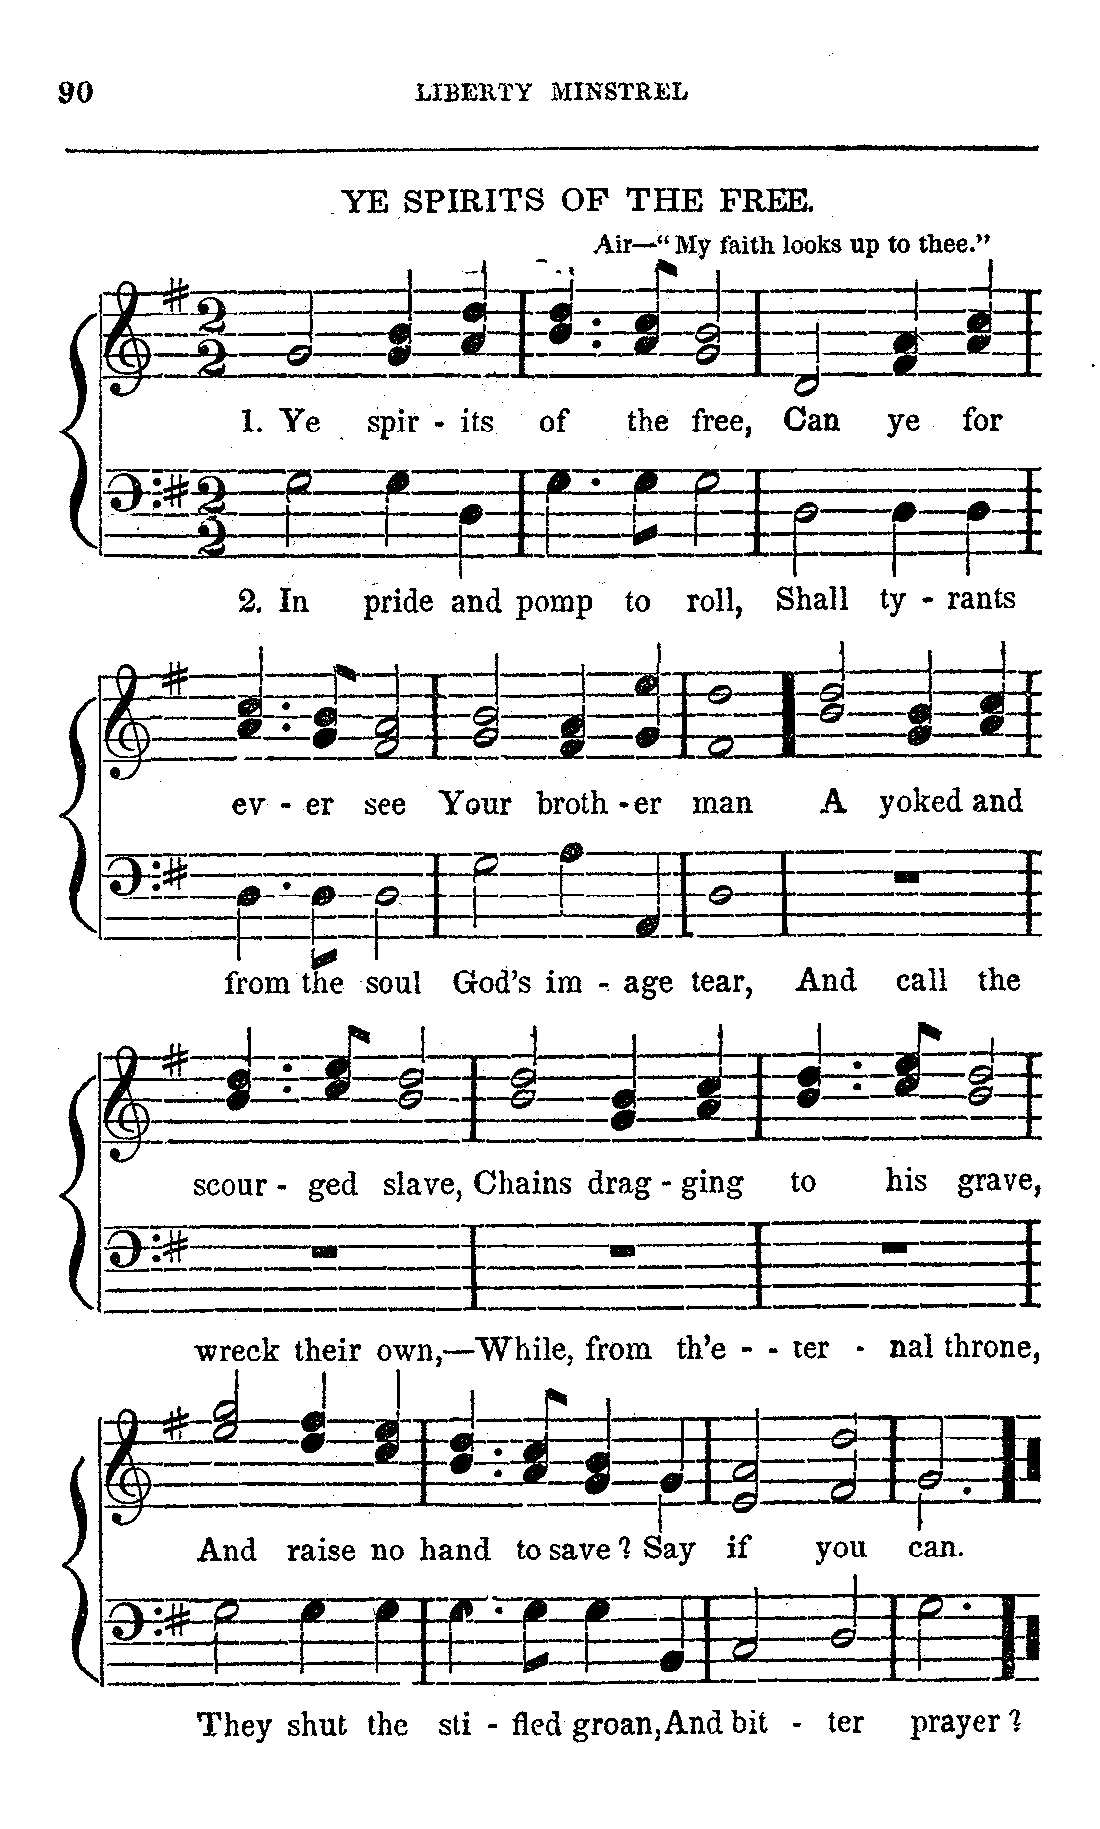 90 LIBERTY MINSTREL
YE SPIRITS OF THE FREE.
Air—"My faith looks up to thee."
2 2
1. Ye spir - its of the free, Can ye for
2 2
2. In pride and pomp to roll, Shall ty - rants
ev - er see Your broth - er man A yoked and
from the soul God's im - age tear, And call the
scour - ged slave, Chains drag - ging to his grave,
wreck their own,—While, from th'e - - ter - nal throne,
And raise no hand to save? Say if you can.
They shut the sti - fled groan, And bit - ter prayer?